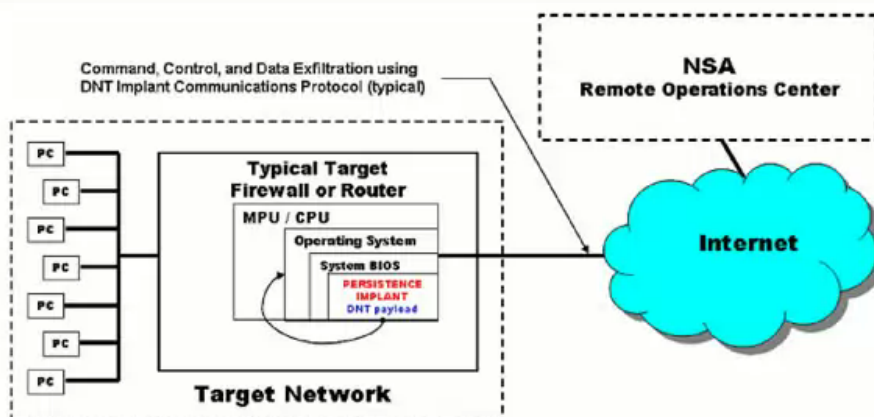 Command, Control, and Data Exfiltration using
DNT Implant Communications Protocol (typical)
NSA
Remote Operations Center
PC
PC
PC
PC
PC
PC
PC
Typical Target
Firewall or Router
MPU / CPU
Operating System
System BIOS
PERSISTENCE
IMPLANT
DNT payload
Internet
Target Network